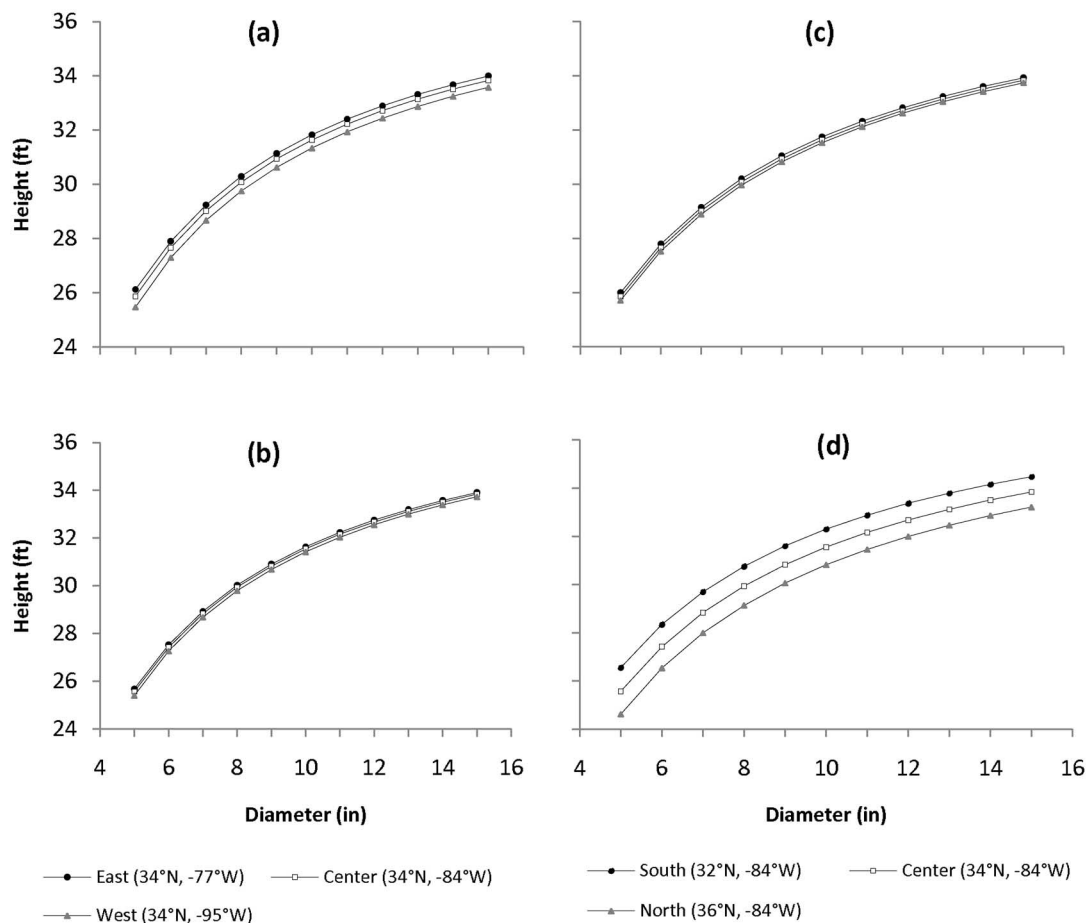 36
34
32
30
28
26
24
Height (ft)
(a)
(c)
36
34
32
30
28
26
24
Height (ft)
(b)
(d)
4 6 8 10 12 14 16
4 6 8 10 12 14 16
Diameter (in)
Diameter (in)
East (34°N, -77°W) Center (34°N, -84°W)
West (34°N, -95°W)
South (32°N, -84°W) Center (34°N, -84°W)
North (36°N, -84°W)